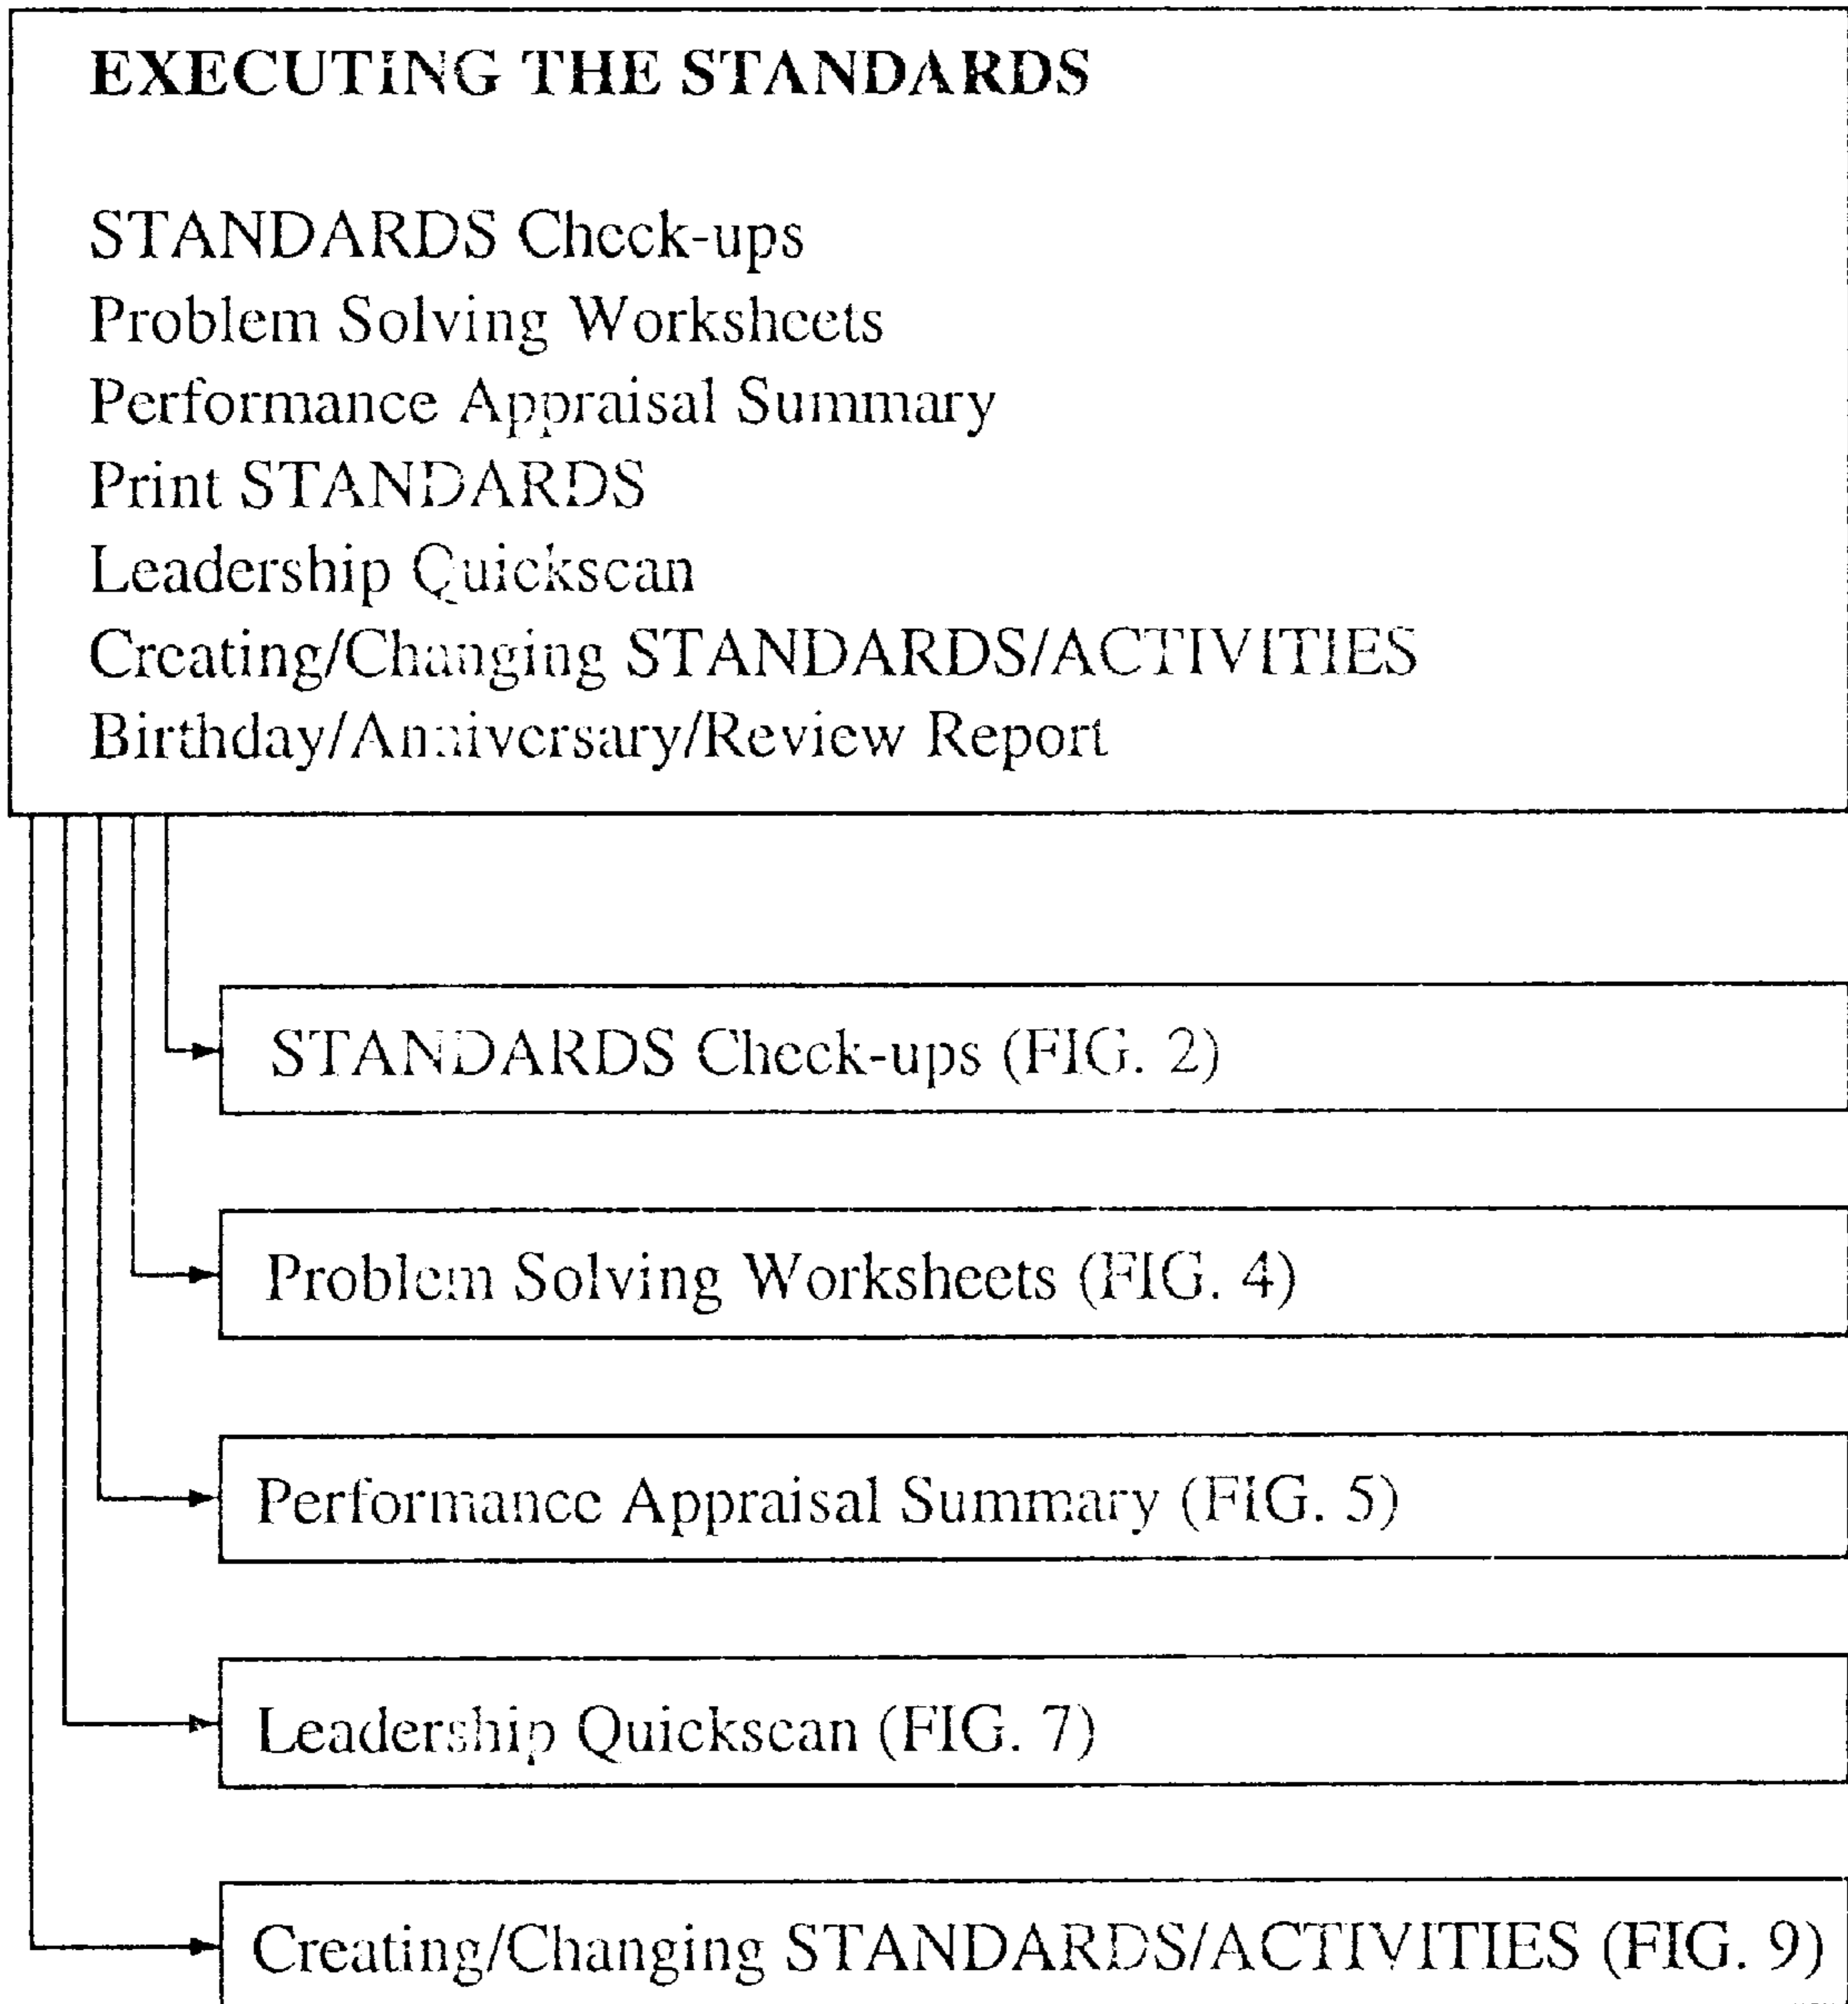 EXECUTING THE STANDARDS
STANDARDS Check-ups
Problem Solving Worksheets
Performance Appraisal Summary
Print STANDARDS
Leadership Quickscan
Creating/Changing STANDARDS/ACTIVITIES
Birthday/Anniversary/Review Report
STANDARDS Check-ups (FIG. 2)
Problem Solving Worksheets (FIG. 4)
Performance Appraisal Summary (FIG. 5)
Leadership Quickscan (FIG. 7)
Creating/Changing STANDARDS/ACTIVITIES (FIG. 9)